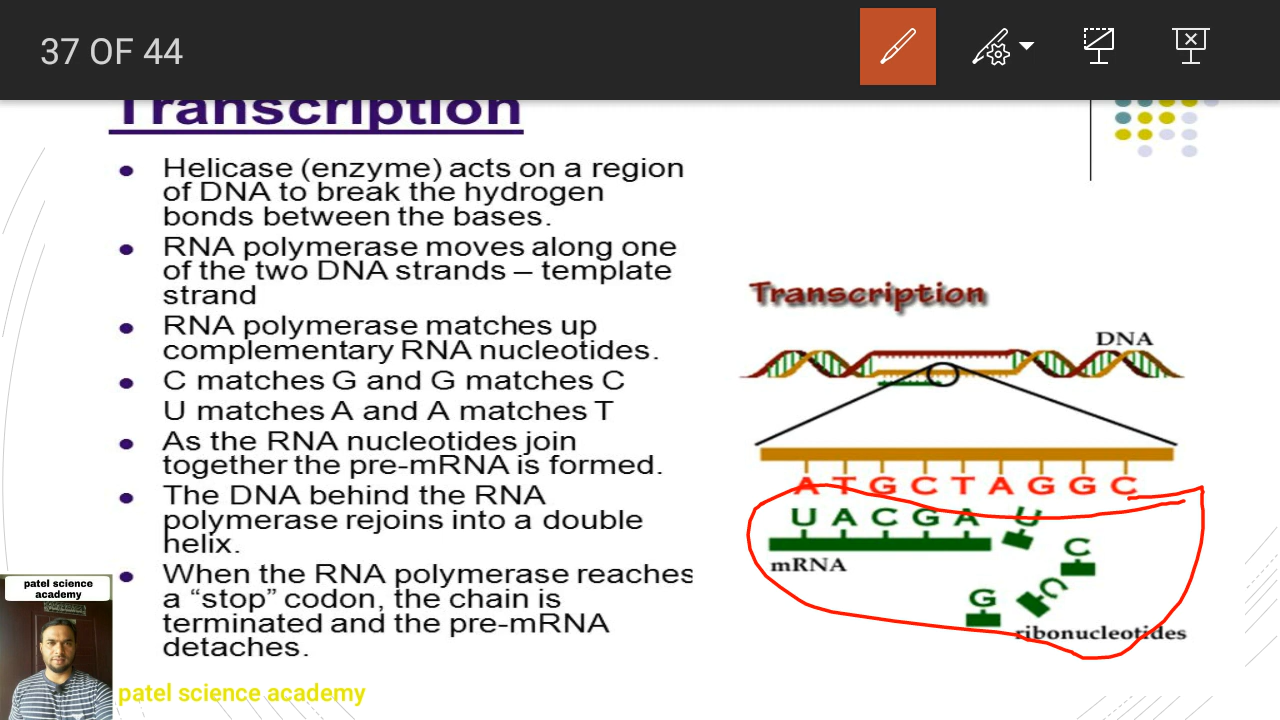 37 OF 44
Transcription
Helicase (enzyme) acts on a region
of DNA to break the hydrogen
bonds between the bases.
RNA polymerase moves along one
of the two DNA strands – template
strand
RNA polymerase matches up
complementary RNA nucleotides.
C matches G and G matches C
U matches A and A matches T
As the RNA nucleotides join
together the pre-mRNA is formed.
The DNA behind the RNA
polymerase rejoins into a double
helix.
When the RNA polymerase reaches
a “stop” codon, the chain is
terminated and the pre-mRNA
detaches.
Transcription
DNA
A T G C T A G G C
U A C G A U
C
mRNA
C
G
ribonucleotides
patel science
academy
patel science academy